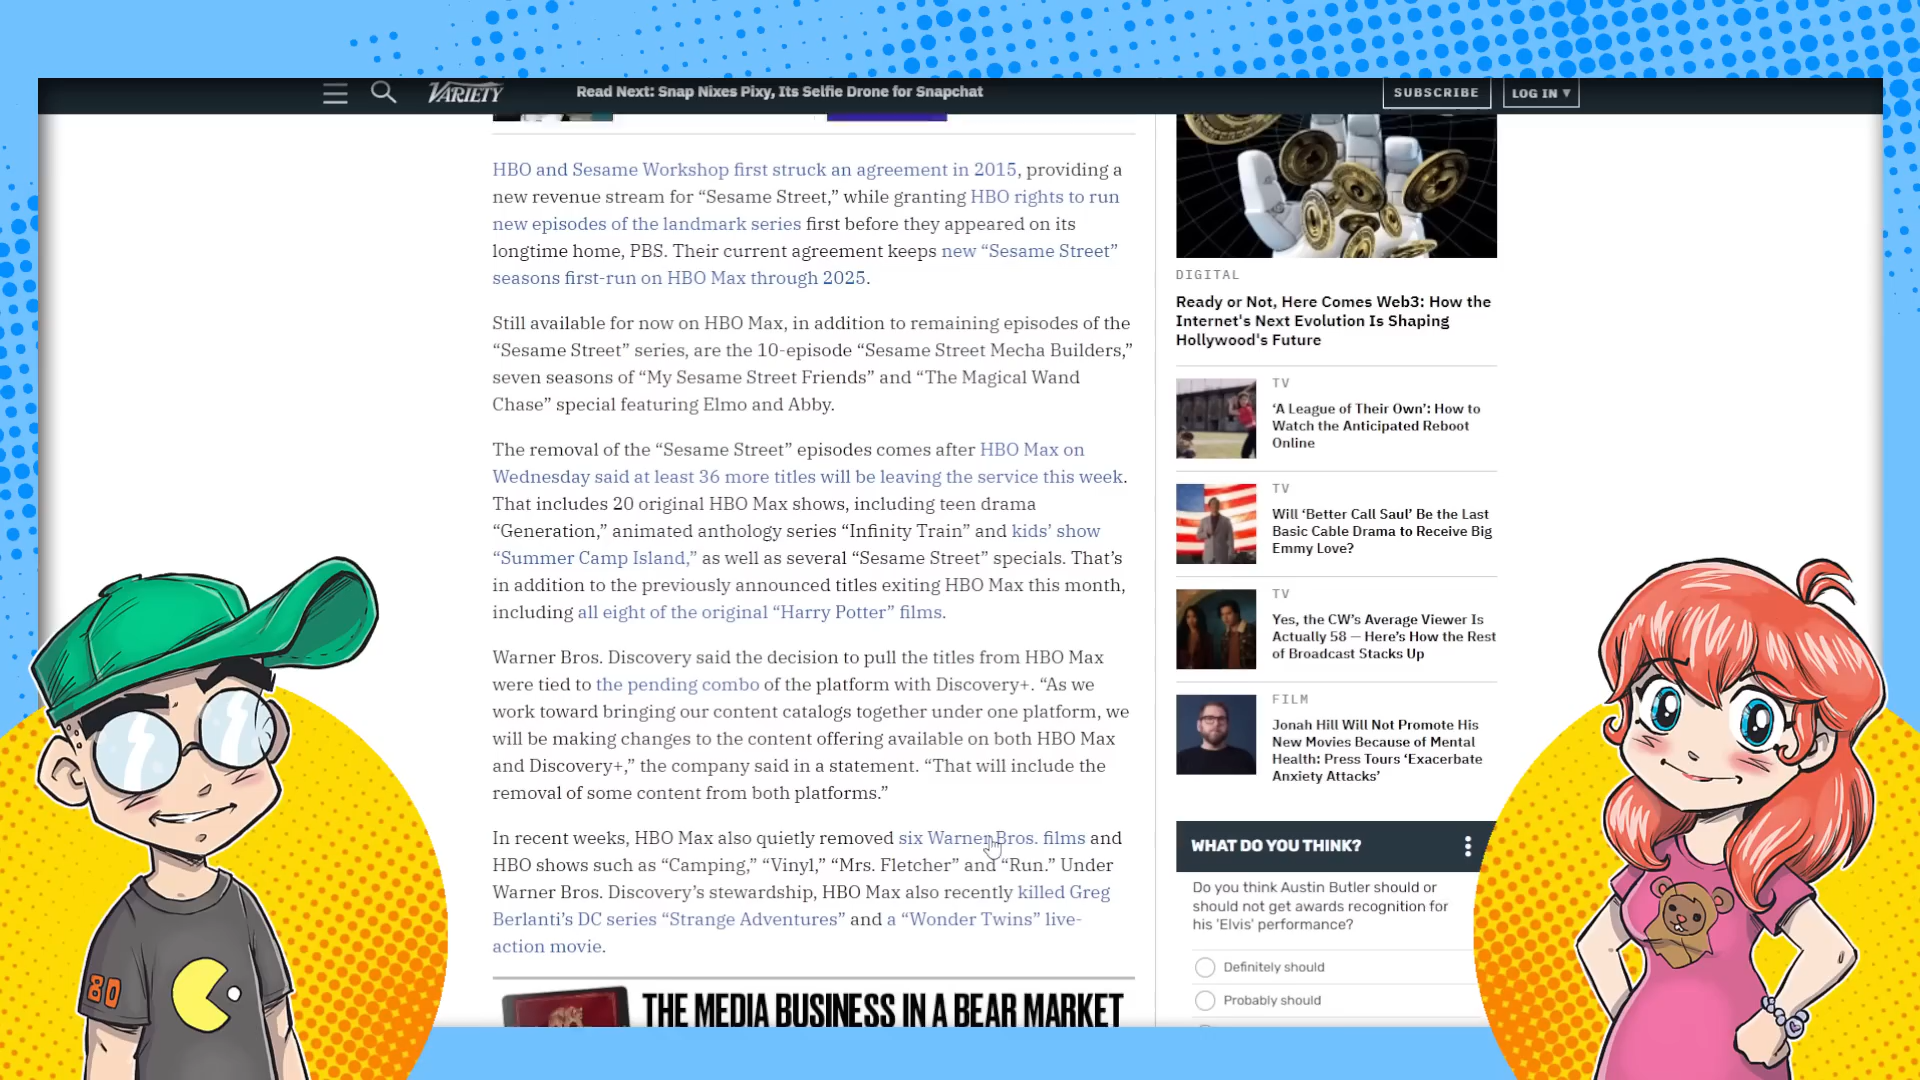 VARIETY
Read Next: Snap Nixes Pixy, Its Selfie Drone for Snapchat
SUBSCRIBE
LOG IN ▾
HBO and Sesame Workshop first struck an agreement in 2015, providing a
new revenue stream for “Sesame Street,” while granting HBO rights to run
new episodes of the landmark series first before they appeared on its
longtime home, PBS. Their current agreement keeps new “Sesame Street”
seasons first-run on HBO Max through 2025.
Still available for now on HBO Max, in addition to remaining episodes of the
“Sesame Street” series, are the 10-episode “Sesame Street Mecha Builders,”
seven seasons of “My Sesame Street Friends” and “The Magical Wand
Chase” special featuring Elmo and Abby.
The removal of the “Sesame Street” episodes comes after HBO Max on
Wednesday said at least 36 more titles will be leaving the service this week.
That includes 20 original HBO Max shows, including teen drama
“Generation,” animated anthology series “Infinity Train” and kids’ show
“Summer Camp Island,” as well as several “Sesame Street” specials. That’s
in addition to the previously announced titles exiting HBO Max this month,
including all eight of the original “Harry Potter” films.
Warner Bros. Discovery said the decision to pull the titles from HBO Max
were tied to the pending combo of the platform with Discovery+. “As we
work toward bringing our content catalogs together under one platform, we
will be making changes to the content offering available on both HBO Max
and Discovery+,” the company said in a statement. “That will include the
removal of some content from both platforms.”
In recent weeks, HBO Max also quietly removed six Warner Bros. films and
HBO shows such as “Camping,” “Vinyl,” “Mrs. Fletcher” and “Run.” Under
Warner Bros. Discovery’s stewardship, HBO Max also recently killed Greg
Berlanti’s DC series “Strange Adventures” and a “Wonder Twins” live-
action movie.
THE MEDIA BUSINESS IN A BEAR MARKET
DIGITAL
Ready or Not, Here Comes Web3: How the
Internet's Next Evolution Is Shaping
Hollywood's Future
TV
‘A League of Their Own’: How to
Watch the Anticipated Reboot
Online
TV
Will ‘Better Call Saul’ Be the Last
Basic Cable Drama to Receive Big
Emmy Love?
TV
Yes, the CW’s Average Viewer Is
Actually 58 — Here’s How the Rest
of Broadcast Stacks Up
FILM
Jonah Hill Will Not Promote His
New Movies Because of Mental
Health: Press Tours ‘Exacerbate
Anxiety Attacks’
WHAT DO YOU THINK?
Do you think Austin Butler should or
should not get awards recognition for
his 'Elvis' performance?
Definitely should
Probably should
80